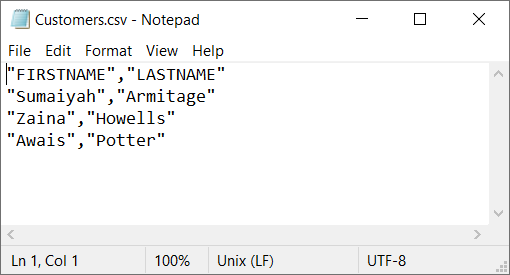 Customers.csv - Notepad
File Edit Format View Help
"FIRSTNAME","LASTNAME"
"Sumaiyah","Armitage"
"Zaina","Howells"
"Awais","Potter"
Ln 1, Col 1 100% Unix (LF) UTF-8